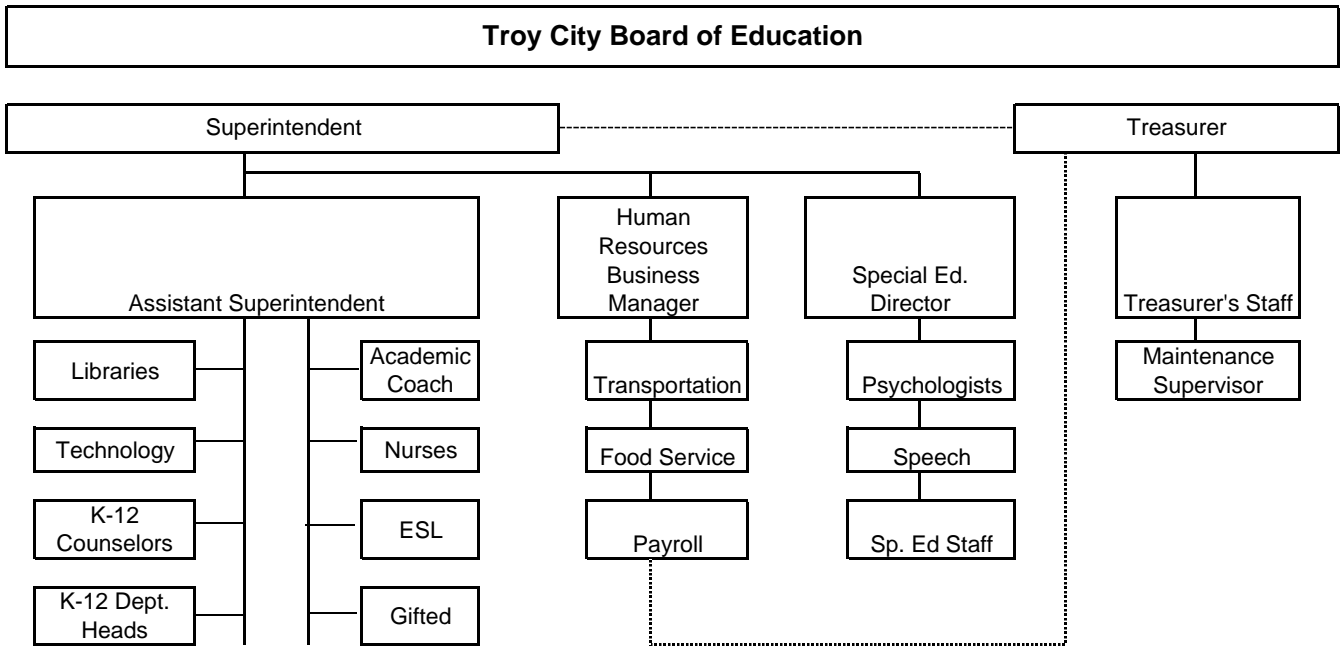 Troy City Board of Education
Superintendent
Treasurer
Assistant Superintendent
Human
Resources
Business
Manager
Special Ed.
Director
Treasurer's Staff
Libraries
Academic
Coach
Transportation
Psychologists
Maintenance
Supervisor
Technology
Nurses
Food Service
Speech
K-12
Counselors
ESL
Payroll
Sp. Ed Staff
K-12 Dept.
Heads
Gifted